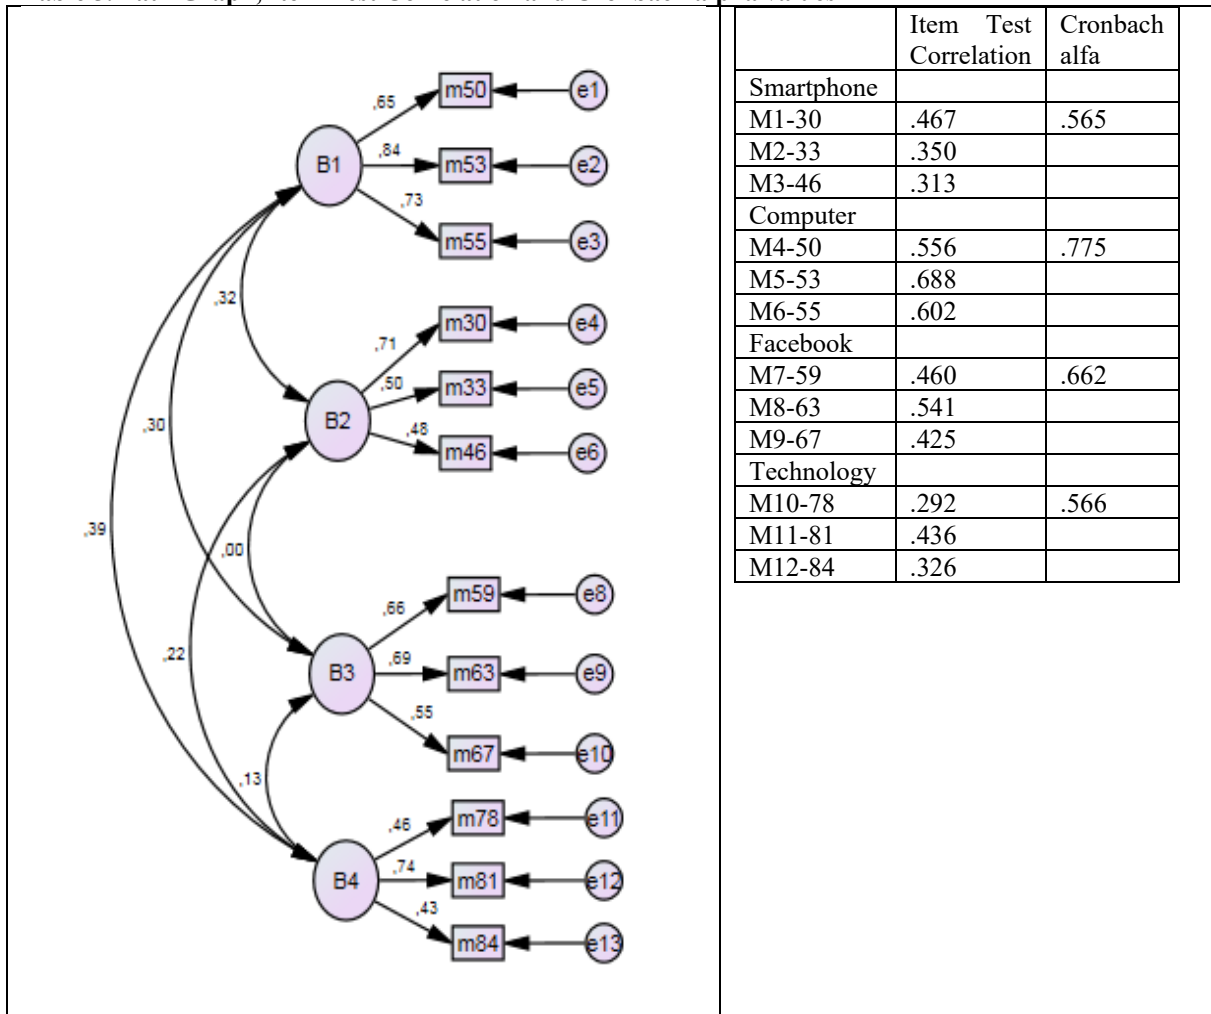 ,65
m50
e1
B1
,84
m53
e2
,73
m55
e3
,32
m30
e4
,71
B2
,50
m33
e5
,48
m46
e6
,30
,39
,00
,22
m59
e8
,66
B3
,69
m63
e9
,55
m67
e10
,13
m78
e11
,46
B4
,74
m81
e12
,43
m84
e13
Item Test Correlation Cronbach alfa
Smartphone
M1-30 .467 .565
M2-33 .350
M3-46 .313
Computer
M4-50 .556 .775
M5-53 .688
M6-55 .602
Facebook
M7-59 .460 .662
M8-63 .541
M9-67 .425
Technology
M10-78 .292 .566
M11-81 .436
M12-84 .326